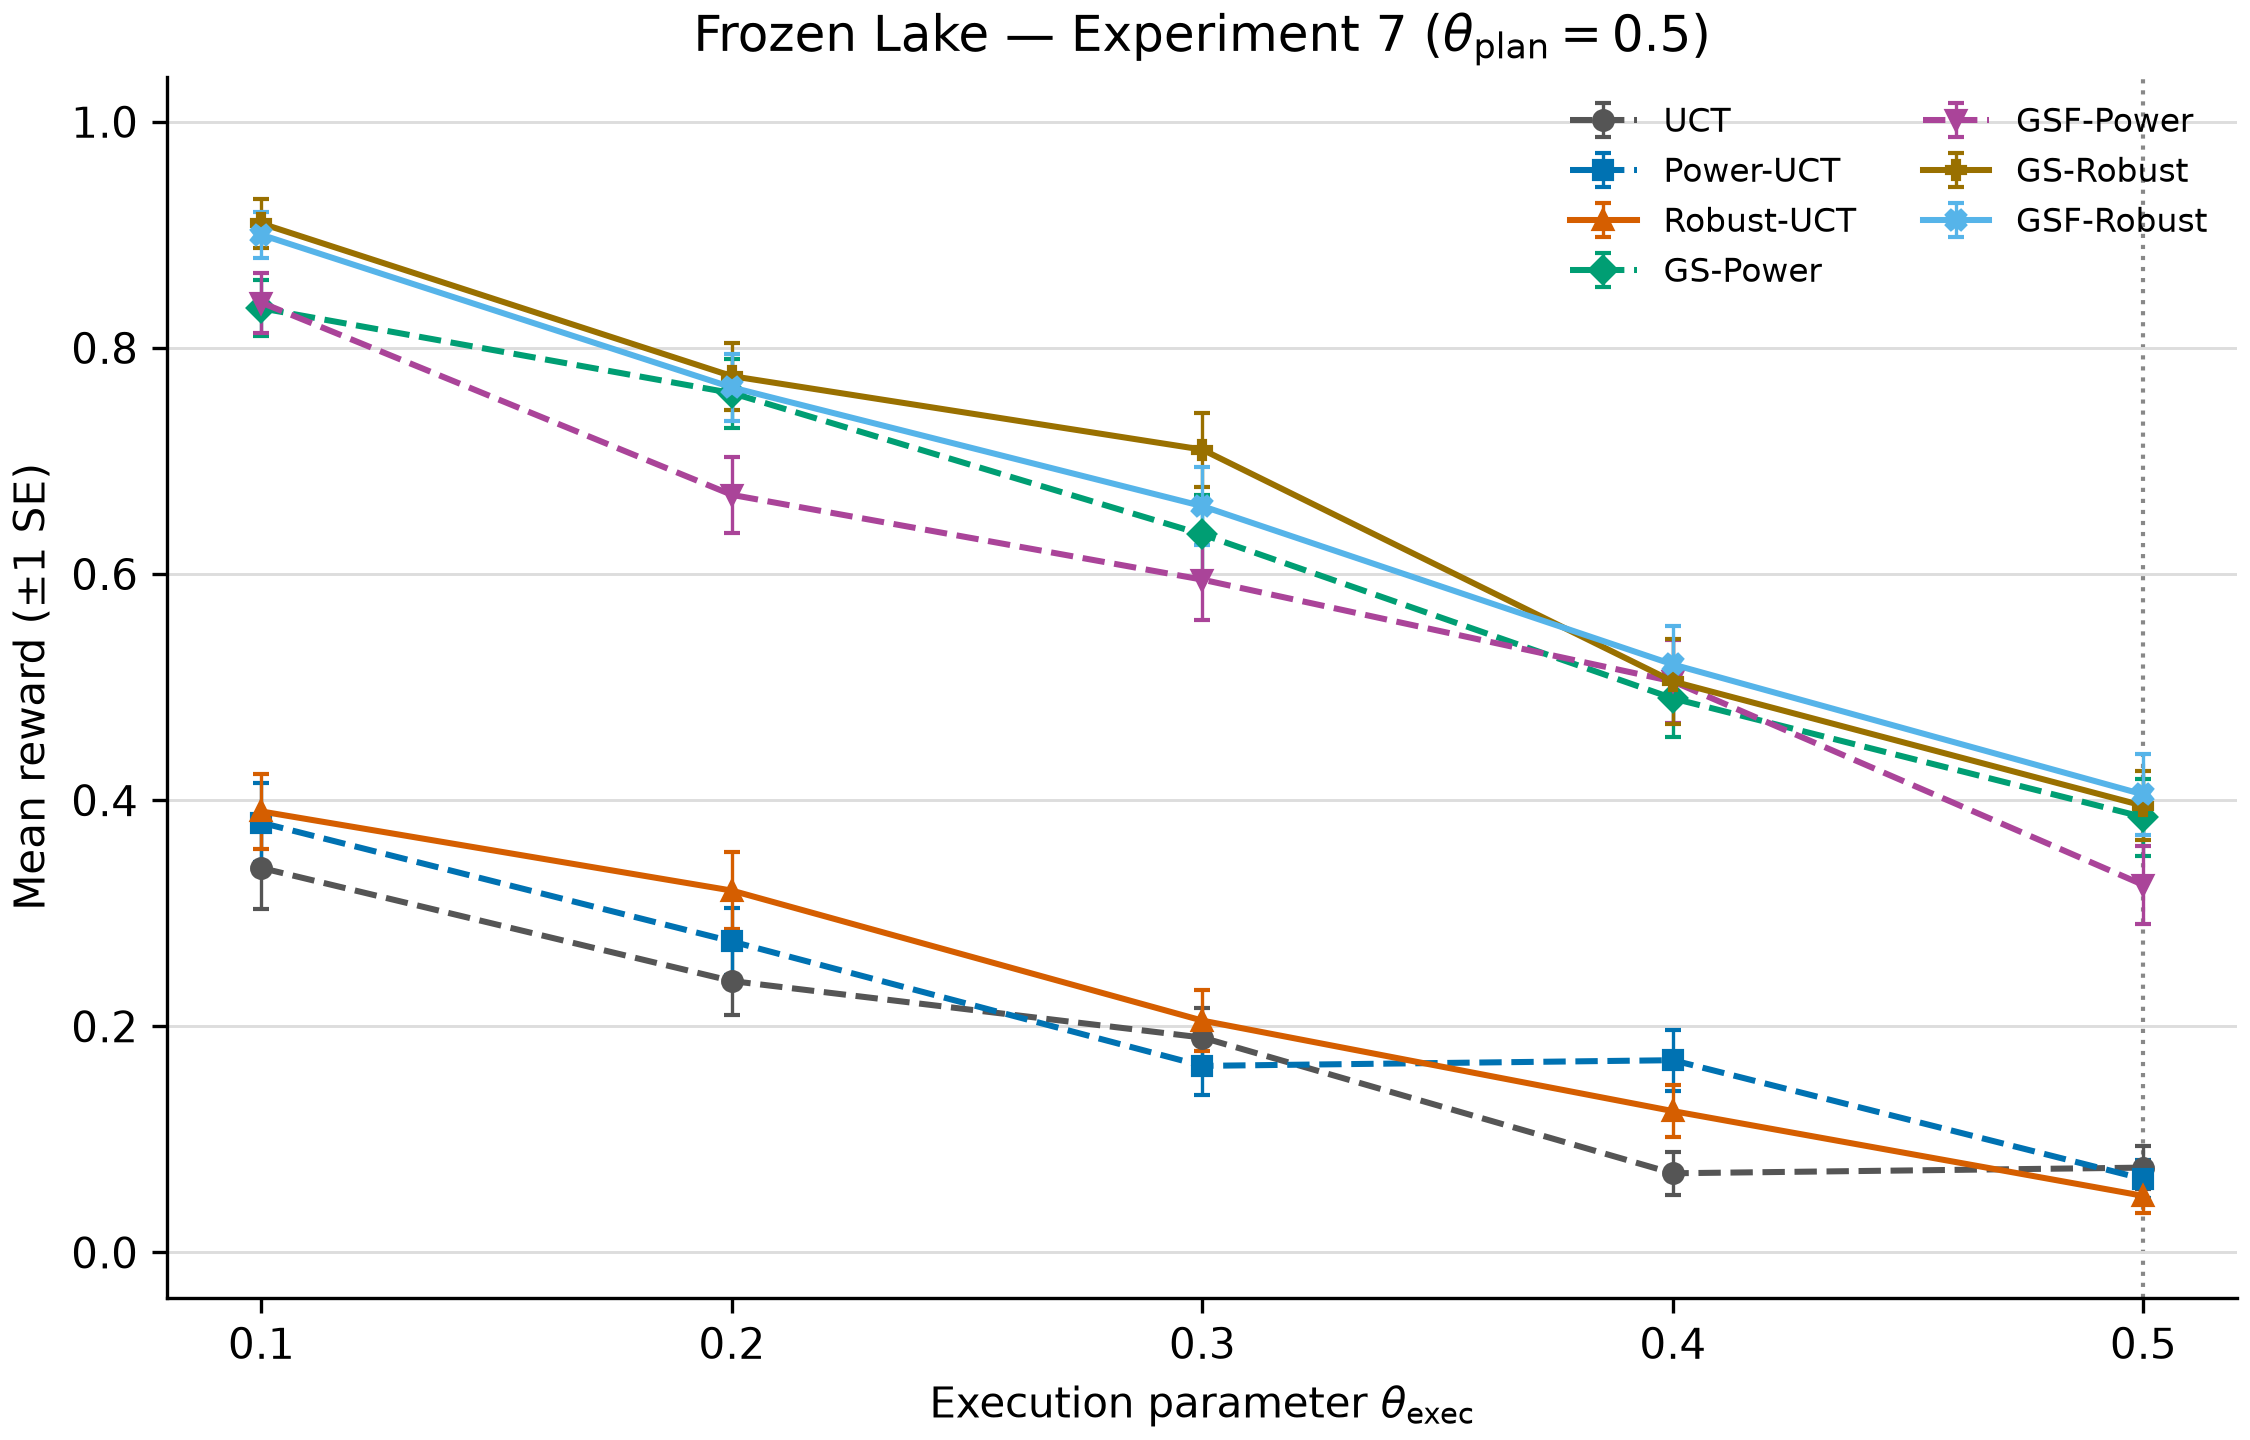 Frozen Lake — Experiment 7 (θplan = 0.5)
UCT
Power-UCT
Robust-UCT
GS-Power
GSF-Power
GS-Robust
GSF-Robust
Mean reward (±1 SE)
1.0
0.8
0.6
0.4
0.2
0.0
0.1 0.2 0.3 0.4 0.5
Execution parameter θexec